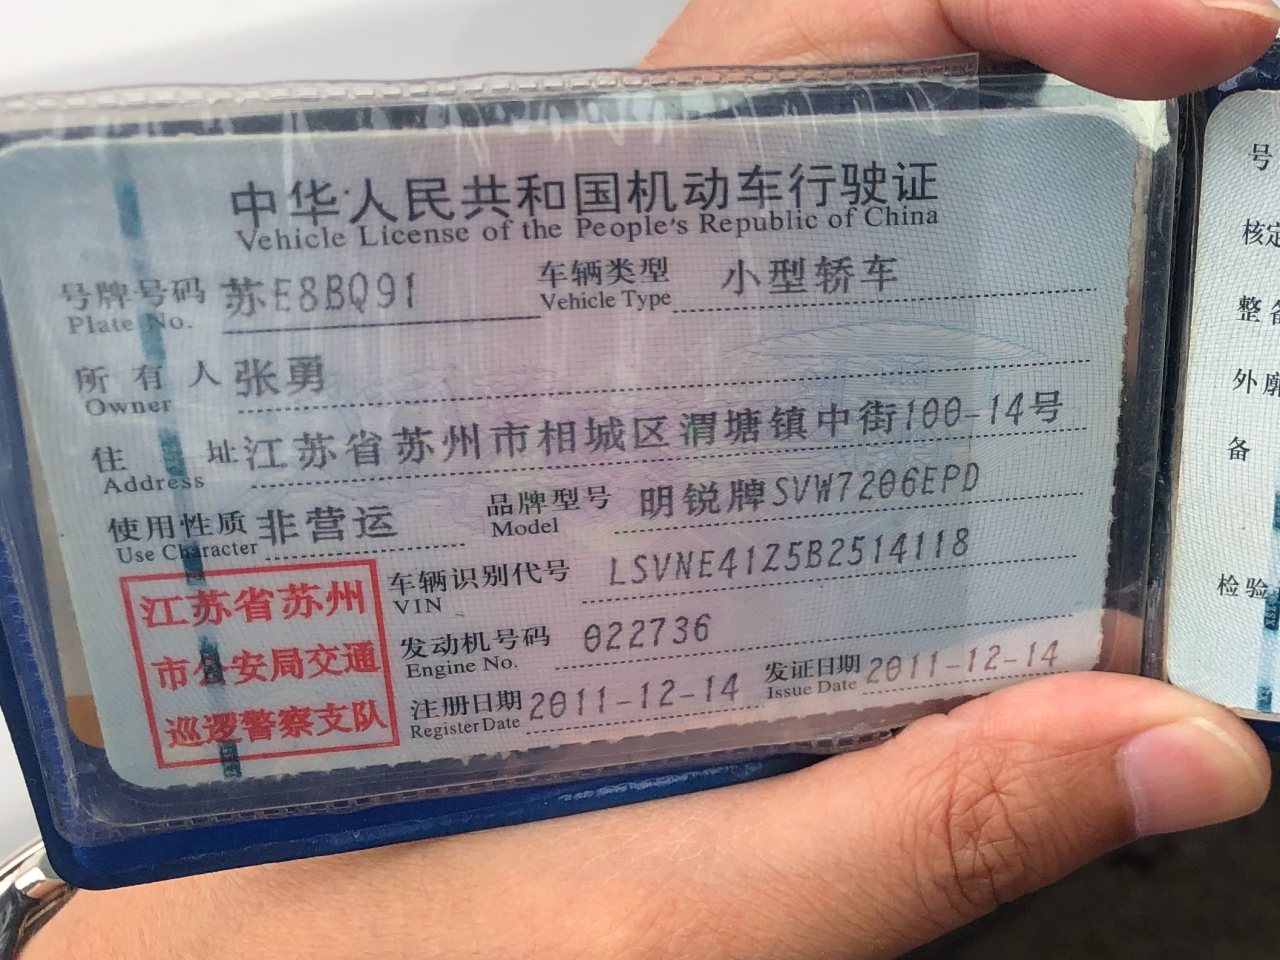 中华人民共和国机动车行驶证
Vehicle License of the People's Republic of China
号牌号码 苏E8BQ91 车辆类型 小型轿车
Plate No. Vehicle Type
所有人 张勇
Owner
住址 江苏省苏州市相城区渭塘镇中街100-14号
Address
使用性质 非营运 品牌型号 明锐牌SVW7206EPD
Use Character Model
江苏省苏州
市公安局交通
巡逻警察支队
车辆识别代号 LSVNE4125B2514118
VIN
发动机号码 022736
Engine No.
注册日期 2011-12-14 发证日期 2011-12-14
Register Date Issue Date
号
核定
整备
外廓
备
检验